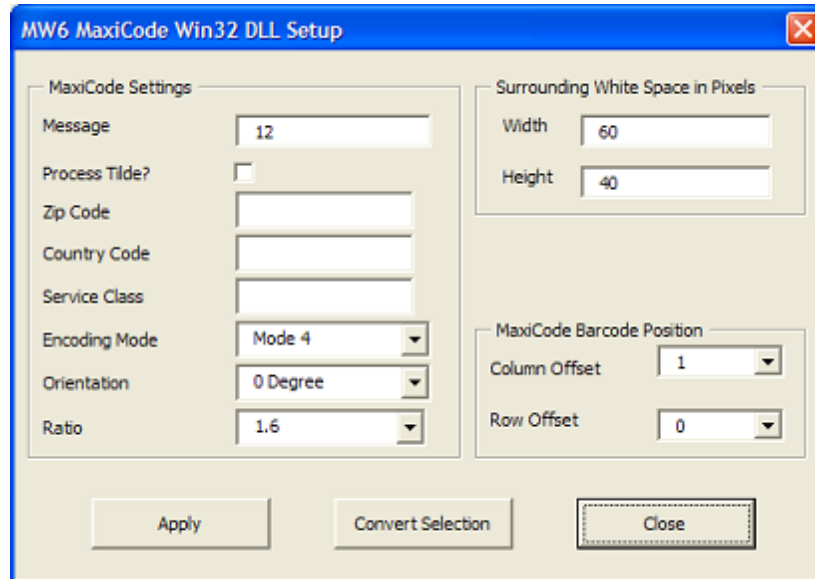 MW6 MaxiCode Win32 DLL Setup
MaxiCode Settings
Message 12
Process Tilde?
Zip Code
Country Code
Service Class
Encoding Mode Mode 4
Orientation 0 Degree
Ratio 1.6
Surrounding White Space in Pixels
Width 60
Height 40
MaxiCode Barcode Position
Column Offset 1
Row Offset 0
Apply Convert Selection Close